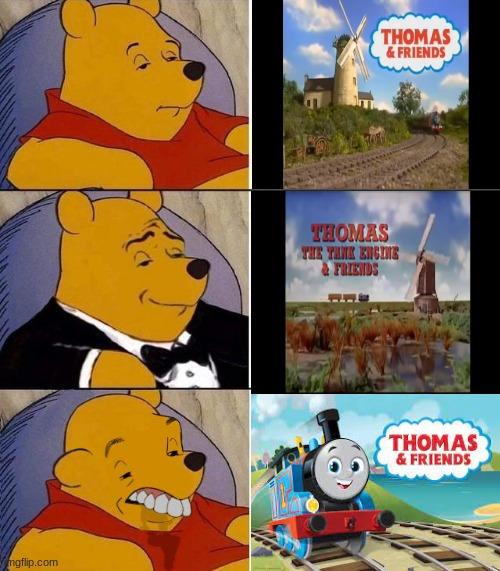 THOMAS
& FRIENDS
THOMAS
THE TANK ENGINE
& FRIENDS
THOMAS
& FRIENDS
imgflip.com